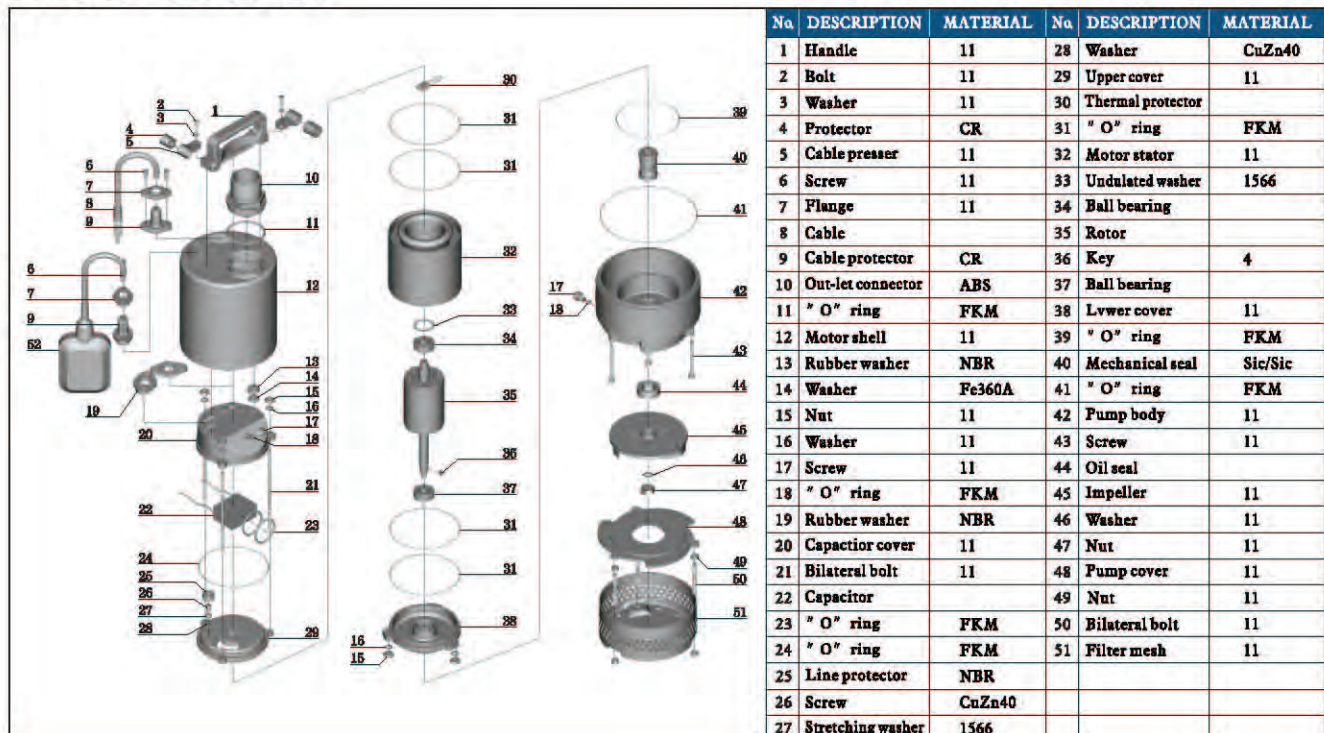 No. DESCRIPTION MATERIAL No. DESCRIPTION MATERIAL
1 Handle 11 28 Washer CuZn40
2 Bolt 11 29 Upper cover 11
3 Washer 11 30 Thermal protector
4 Protector CR 31 " O" ring FKM
5 Cable presser 11 32 Motor stator 11
6 Screw 11 33 Undulated washer 1566
7 Flange 11 34 Ball bearing
8 Cable 35 Rotor
9 Cable protector CR 36 Key 4
10 Out-let connector ABS 37 Ball bearing
11 " O" ring FKM 38 Lvwer cover 11
12 Motor shell 11 39 " O" ring FKM
13 Rubber washer NBR 40 Mechanical seal Sic/Sic
14 Washer Fe360A 41 " O" ring FKM
15 Nut 11 42 Pump body 11
16 Washer 11 43 Screw 11
17 Screw 11 44 Oil seal
18 " O" ring FKM 45 Impeller 11
19 Rubber washer NBR 46 Washer 11
20 Capactior cover 11 47 Nut 11
21 Bilateral bolt 11 48 Pump cover 11
22 Capacitor 49 Nut 11
23 " O" ring FKM 50 Bilateral bolt 11
24 " O" ring FKM 51 Filter mesh 11
25 Line protector NBR
26 Screw CuZn40
27 Stretching washer 1566
1
2
3
4
5
6
7
8
9
10
11
12
6
7
9
52
13
14
15
16
17
18
19
20
21
22
23
24
25
26
27
28
29
30
31
31
32
33
34
35
36
37
31
31
38
16
15
39
40
41
17
18
42
43
44
45
46
47
48
49
50
51